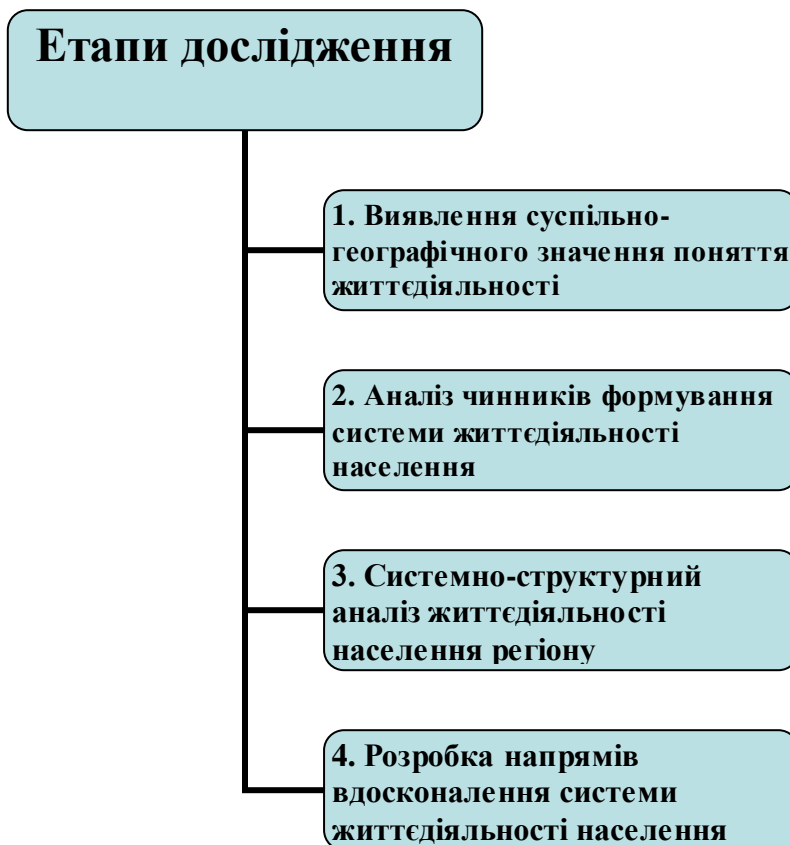 Етапи дослідження
1. Виявлення суспільно-
географічного значення поняття
життєдіяльності
2. Аналіз чинників формування
системи життєдіяльності
населення
3. Системно-структурний
аналіз життєдіяльності
населення регіону
4. Розробка напрямів
вдосконалення системи
життєдіяльності населення